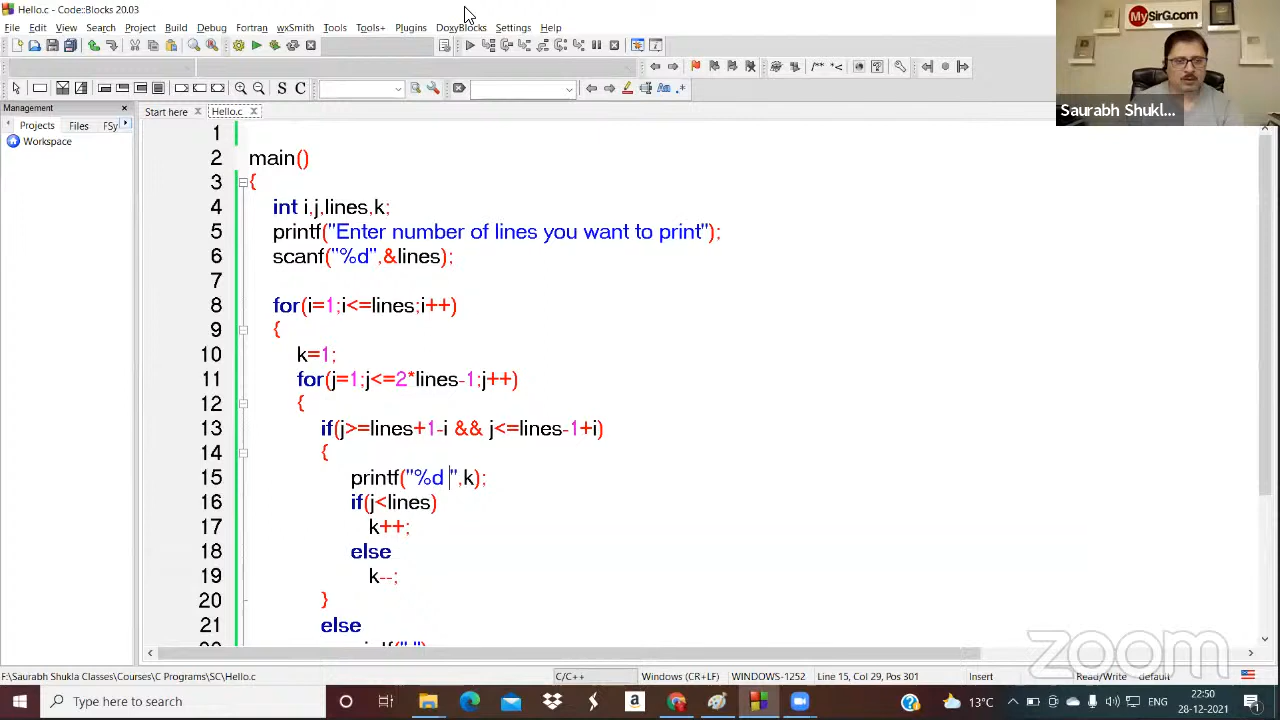 Hello.c - Code::Blocks 20.03
File Edit View Search Project Build Debug Fortran wxSmith Tools Tools+ Plugins DoxyBlocks Settings Help
MySirG.com
Saurabh Shukl...
S C
Aa
.*
Management
Projects Files FSy
Workspace
Start here Hello.c
1
2 main()
3 {
4 int i,j,lines,k;
5 printf("Enter number of lines you want to print");
6 scanf("%d",&lines);
7
8 for(i=1;i<=lines;i++)
9 {
10 k=1;
11 for(j=1;j<=2*lines-1;j++)
12 {
13 if(j>=lines+1-i && j<=lines-1+i)
14 {
15 printf("%d ",k);
16 if(j<lines)
17 k++;
18 else
19 k--;
20 }
21 else
zoom
F:\Saurabh Shukla Classes\Courses\C Programs\SC\Hello.c C/C++ Windows (CR+LF) WINDOWS-1252 Line 15, Col 29, Pos 301 Insert Read/Write default
Type here to search
13°C ENG 22:50
28-12-2021